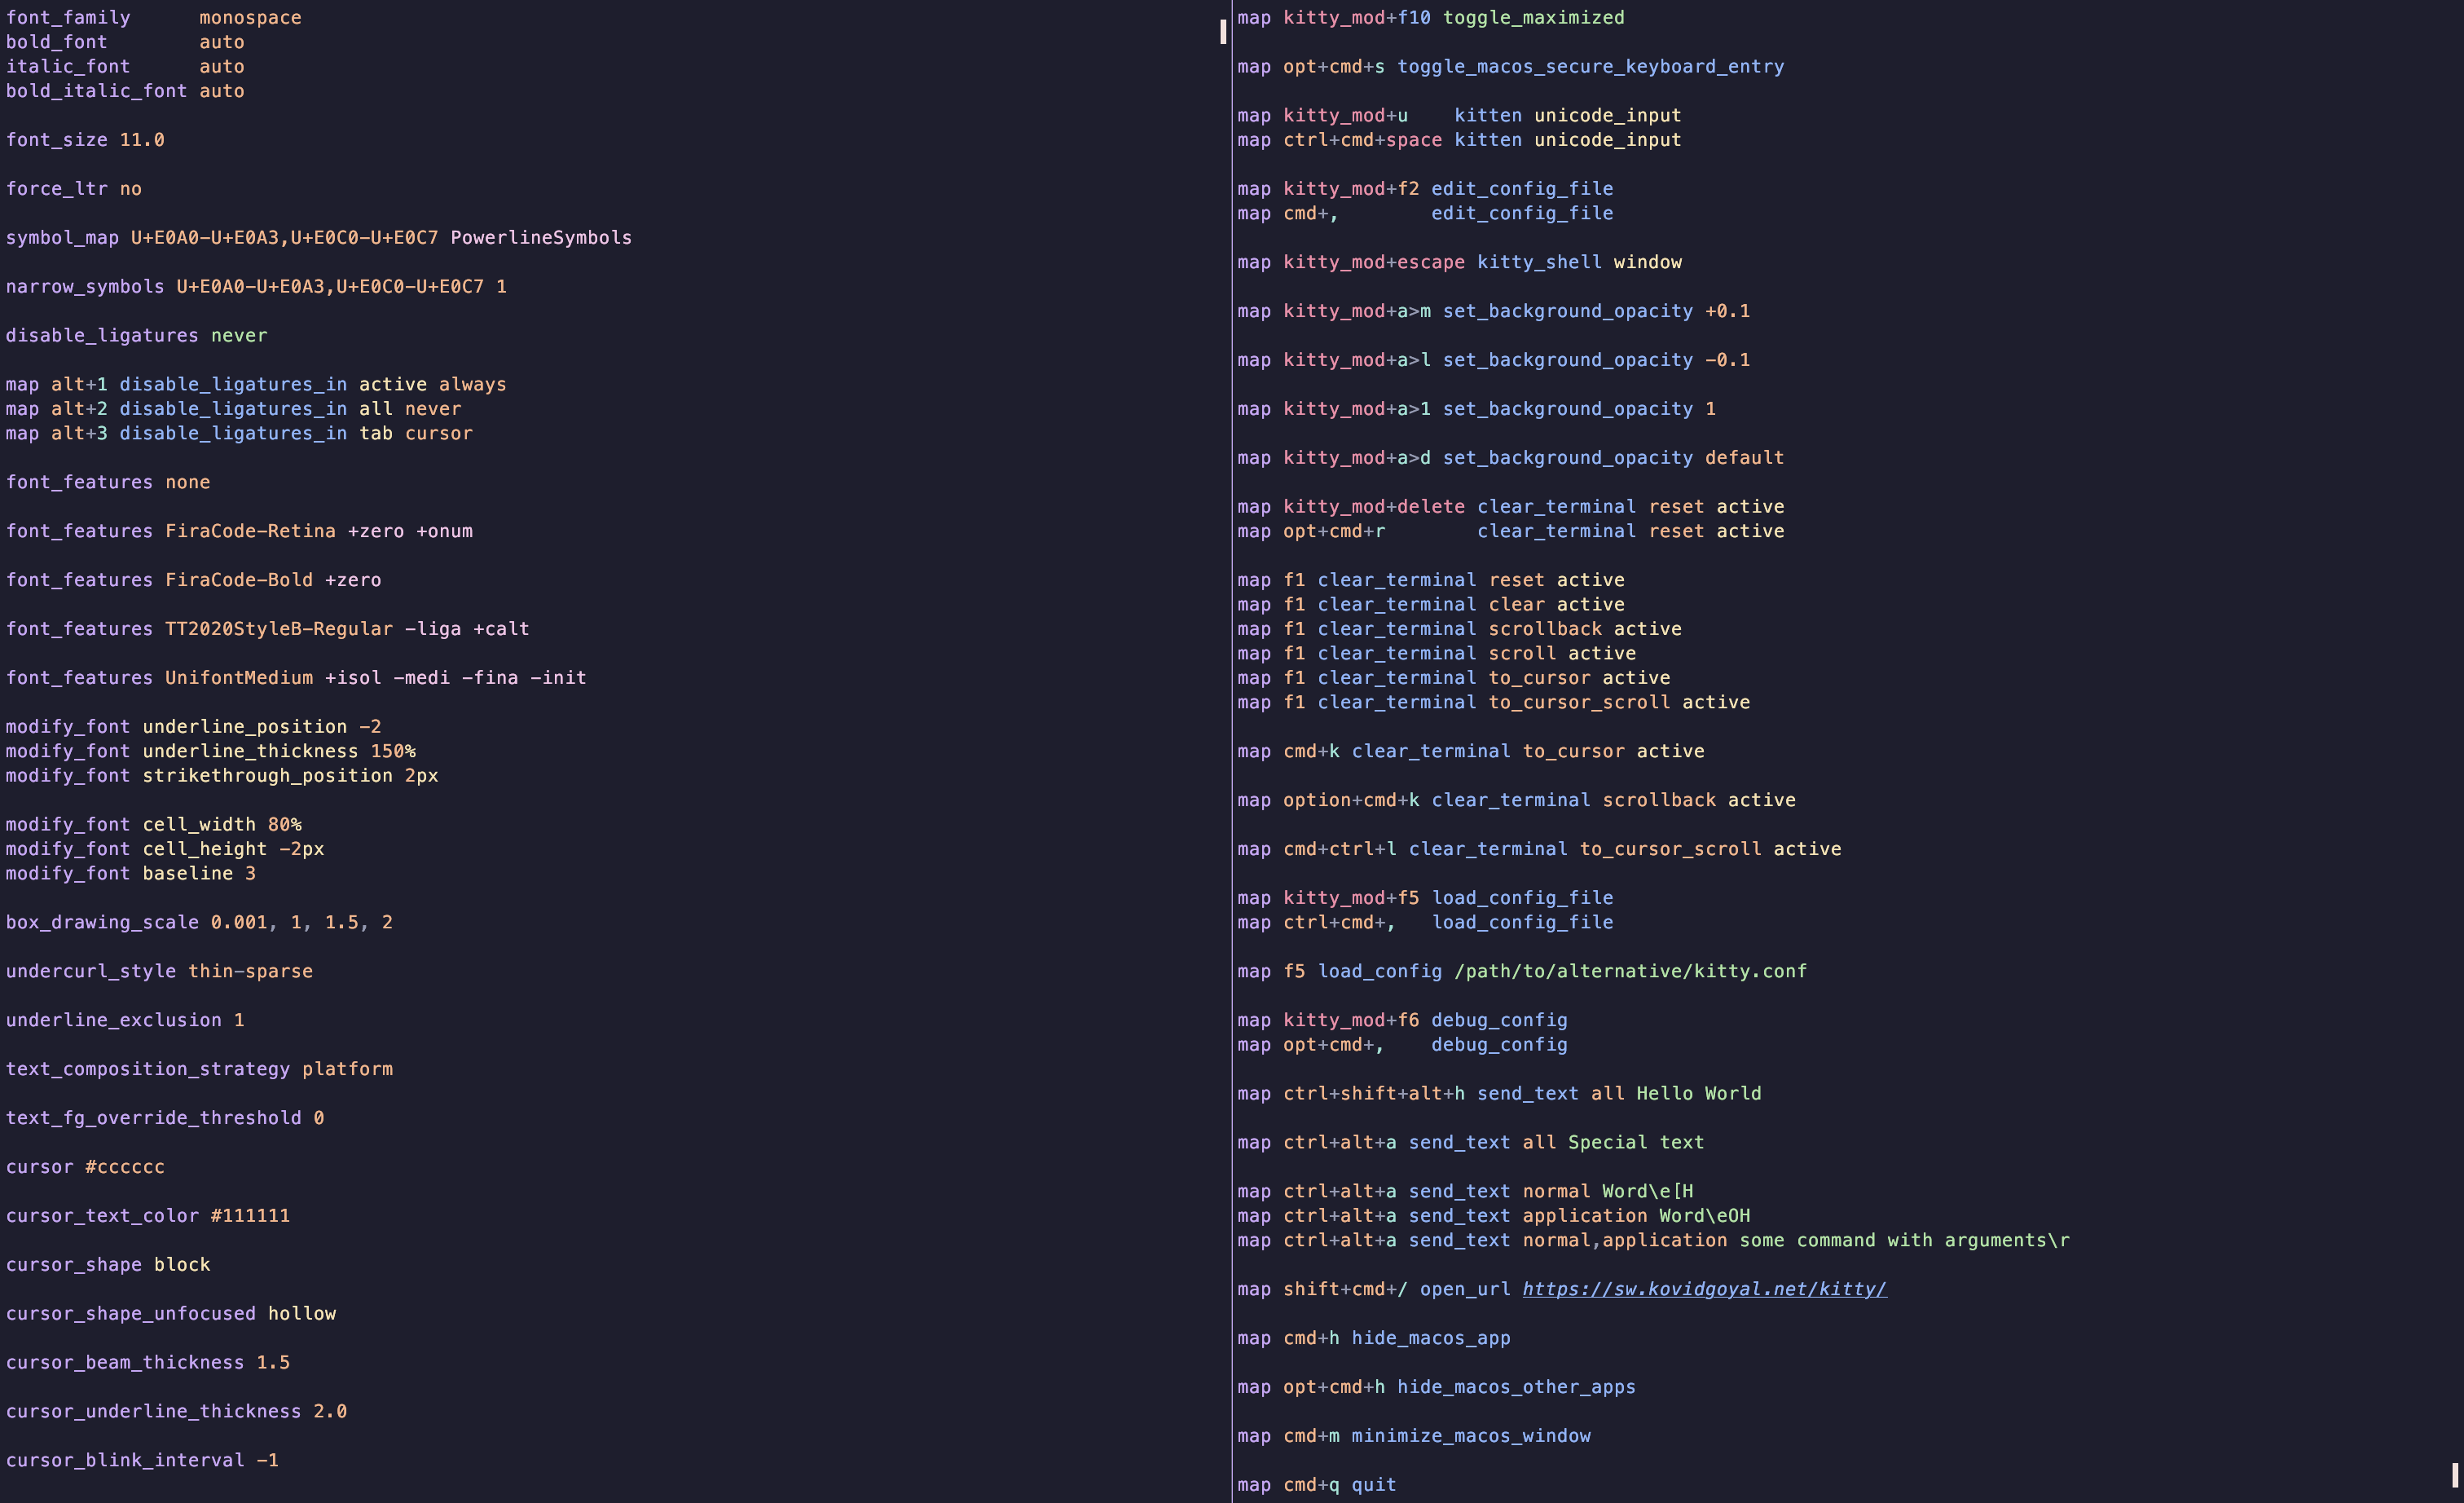 font_family      monospace
bold_font        auto
italic_font      auto
bold_italic_font auto
font_size 11.0
force_ltr no
symbol_map U+E0A0-U+E0A3,U+E0C0-U+E0C7 PowerlineSymbols
narrow_symbols U+E0A0-U+E0A3,U+E0C0-U+E0C7 1
disable_ligatures never
map alt+1 disable_ligatures_in active always
map alt+2 disable_ligatures_in all never
map alt+3 disable_ligatures_in tab cursor
font_features none
font_features FiraCode-Retina +zero +onum
font_features FiraCode-Bold +zero
font_features TT2020StyleB-Regular -liga +calt
font_features UnifontMedium +isol -medi -fina -init
modify_font underline_position -2
modify_font underline_thickness 150%
modify_font strikethrough_position 2px
modify_font cell_width 80%
modify_font cell_height -2px
modify_font baseline 3
box_drawing_scale 0.001, 1, 1.5, 2
undercurl_style thin-sparse
underline_exclusion 1
text_composition_strategy platform
text_fg_override_threshold 0
cursor #cccccc
cursor_text_color #111111
cursor_shape block
cursor_shape_unfocused hollow
cursor_beam_thickness 1.5
cursor_underline_thickness 2.0
cursor_blink_interval -1
map kitty_mod+f10 toggle_maximized
map opt+cmd+s toggle_macos_secure_keyboard_entry
map kitty_mod+u    kitten unicode_input
map ctrl+cmd+space kitten unicode_input
map kitty_mod+f2 edit_config_file
map cmd+,        edit_config_file
map kitty_mod+escape kitty_shell window
map kitty_mod+a>m set_background_opacity +0.1
map kitty_mod+a>l set_background_opacity -0.1
map kitty_mod+a>1 set_background_opacity 1
map kitty_mod+a>d set_background_opacity default
map kitty_mod+delete clear_terminal reset active
map opt+cmd+r        clear_terminal reset active
map f1 clear_terminal reset active
map f1 clear_terminal clear active
map f1 clear_terminal scrollback active
map f1 clear_terminal scroll active
map f1 clear_terminal to_cursor active
map f1 clear_terminal to_cursor_scroll active
map cmd+k clear_terminal to_cursor active
map option+cmd+k clear_terminal scrollback active
map cmd+ctrl+l clear_terminal to_cursor_scroll active
map kitty_mod+f5 load_config_file
map ctrl+cmd+,   load_config_file
map f5 load_config /path/to/alternative/kitty.conf
map kitty_mod+f6 debug_config
map opt+cmd+,    debug_config
map ctrl+shift+alt+h send_text all Hello World
map ctrl+alt+a send_text all Special text
map ctrl+alt+a send_text normal Word\e[H
map ctrl+alt+a send_text application Word\eOH
map ctrl+alt+a send_text normal,application some command with arguments\r
map shift+cmd+/ open_url https://sw.kovidgoyal.net/kitty/
map cmd+h hide_macos_app
map opt+cmd+h hide_macos_other_apps
map cmd+m minimize_macos_window
map cmd+q quit